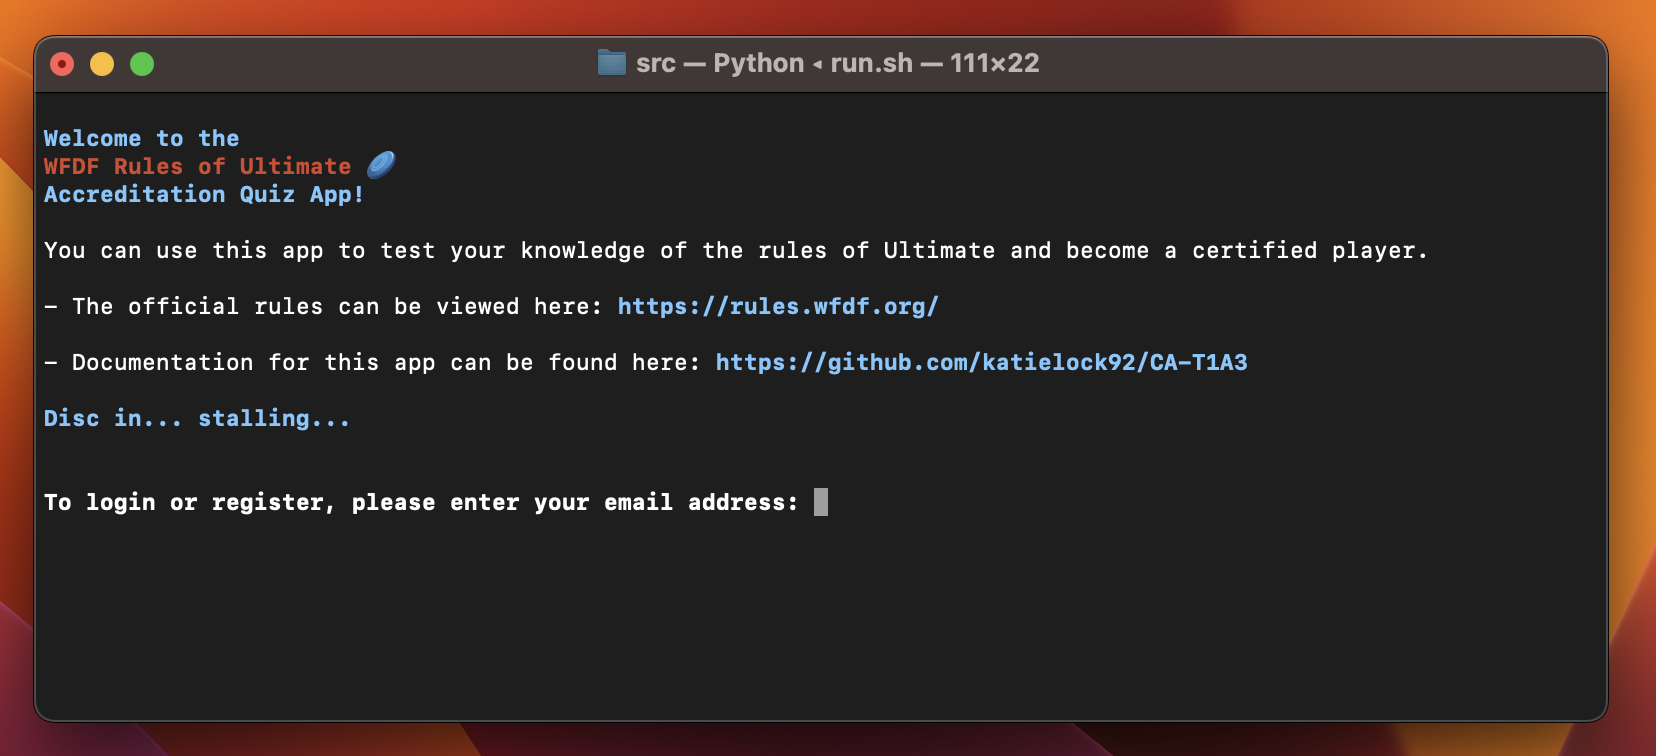 src — Python ◂ run.sh — 111×22
Welcome to the
WFDF Rules of Ultimate 🥏
Accreditation Quiz App!
You can use this app to test your knowledge of the rules of Ultimate and become a certified player.
– The official rules can be viewed here: https://rules.wfdf.org/
– Documentation for this app can be found here: https://github.com/katielock92/CA-T1A3
Disc in... stalling...
To login or register, please enter your email address: